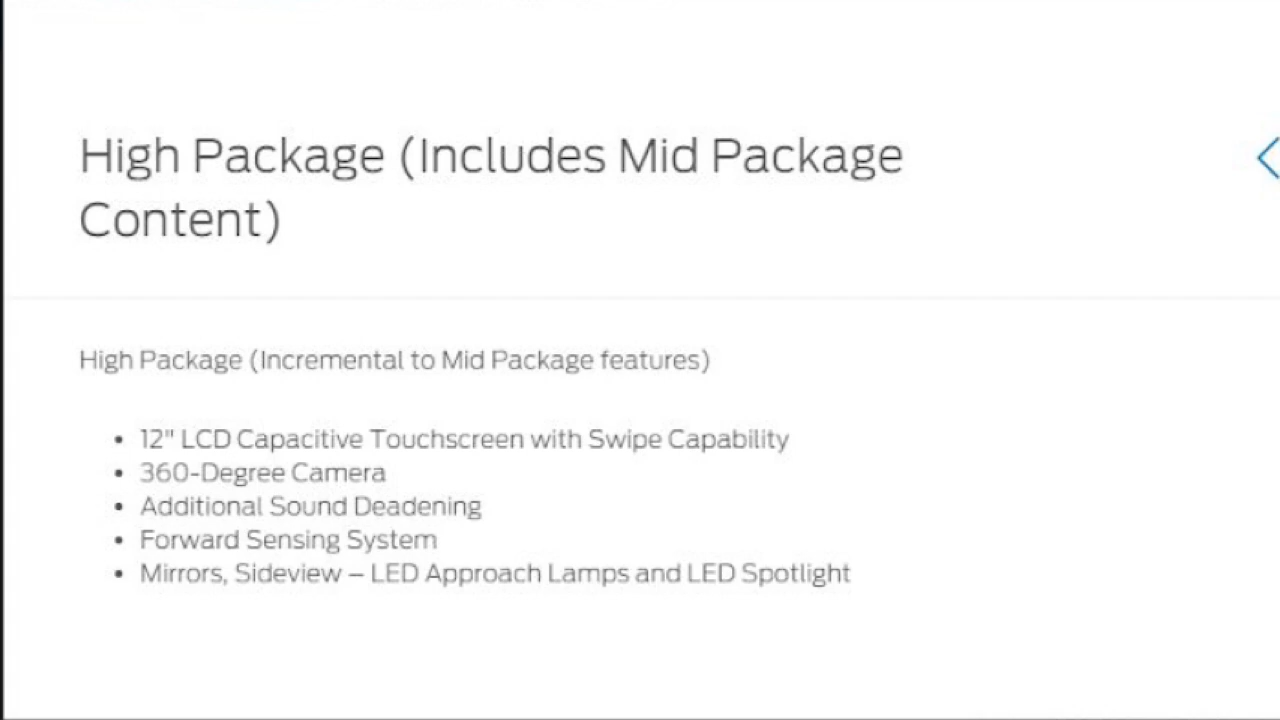 High Package (Includes Mid Package
Content)
High Package (Incremental to Mid Package features)
• 12" LCD Capacitive Touchscreen with Swipe Capability
• 360-Degree Camera
• Additional Sound Deadening
• Forward Sensing System
• Mirrors, Sideview – LED Approach Lamps and LED Spotlight